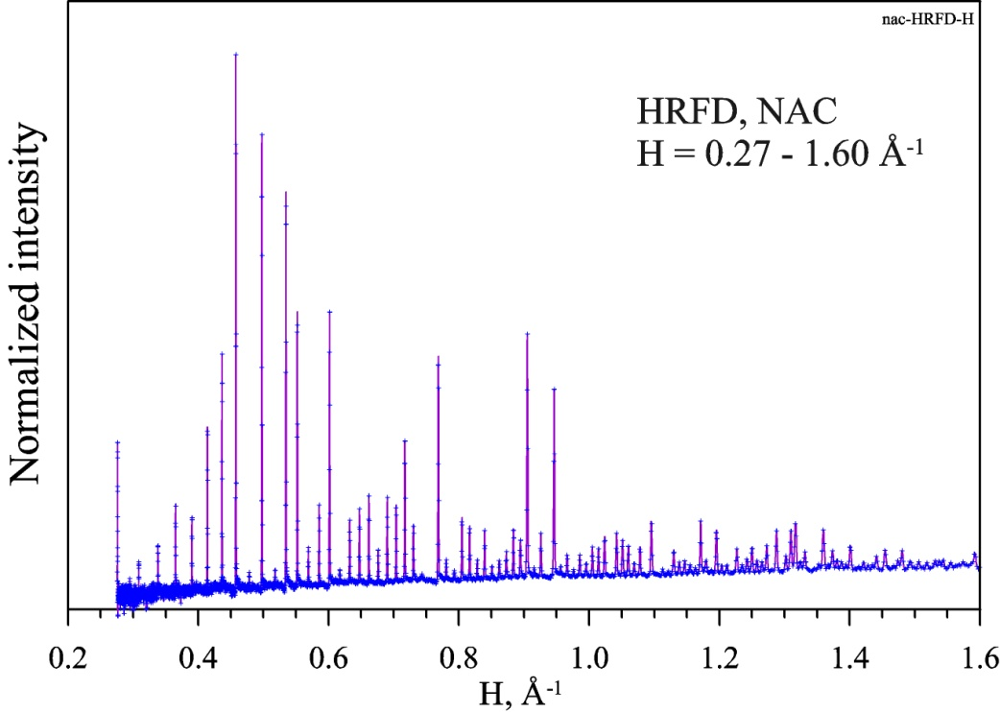 nac-HRFD-H
HRFD, NAC
H = 0.27 - 1.60 Å⁻¹
Normalized intensity
0.2 0.4 0.6 0.8 1.0 1.2 1.4 1.6
H, Å⁻¹